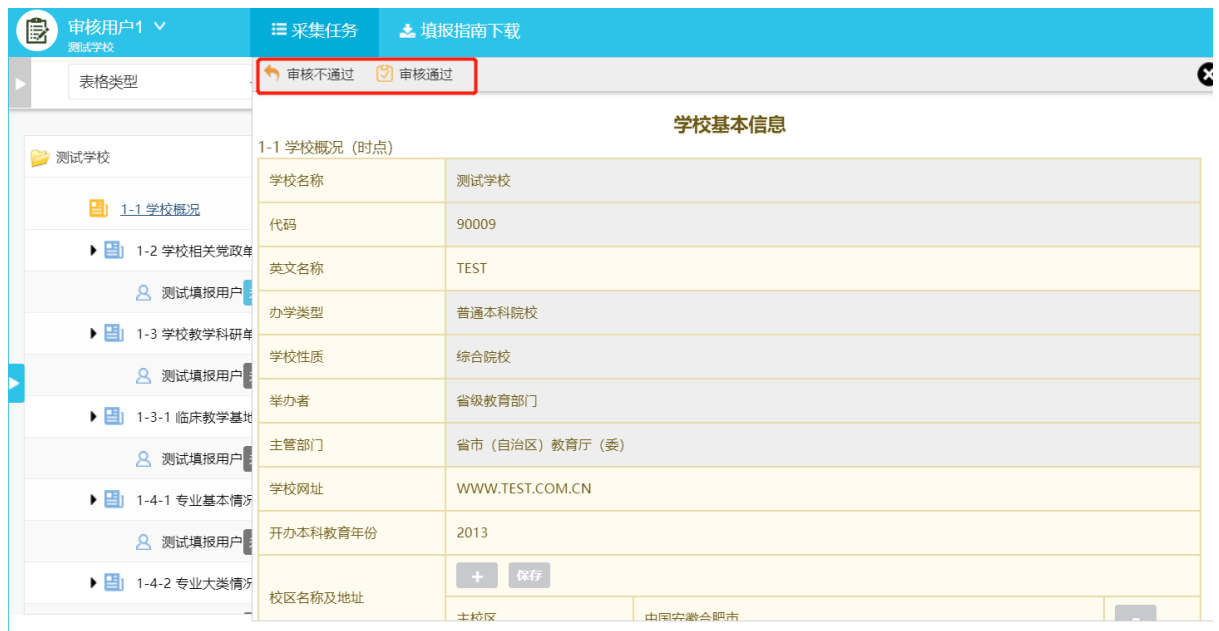 审核用户1
测试学校
采集任务
填报指南下载
表格类型
审核不通过 审核通过
测试学校
1-1 学校概况
1-2 学校相关党政单
测试填报用户
1-3 学校教学科研单
测试填报用户
1-3-1 临床教学基地
测试填报用户
1-4-1 专业基本情况
测试填报用户
1-4-2 专业大类情况
学校基本信息
1-1 学校概况（时点）
学校名称 测试学校
代码 90009
英文名称 TEST
办学类型 普通本科院校
学校性质 综合院校
举办者 省级教育部门
主管部门 省市（自治区）教育厅（委）
学校网址 WWW.TEST.COM.CN
开办本科教育年份 2013
校区名称及地址
+ 保存
主校区 中国安徽合肥市